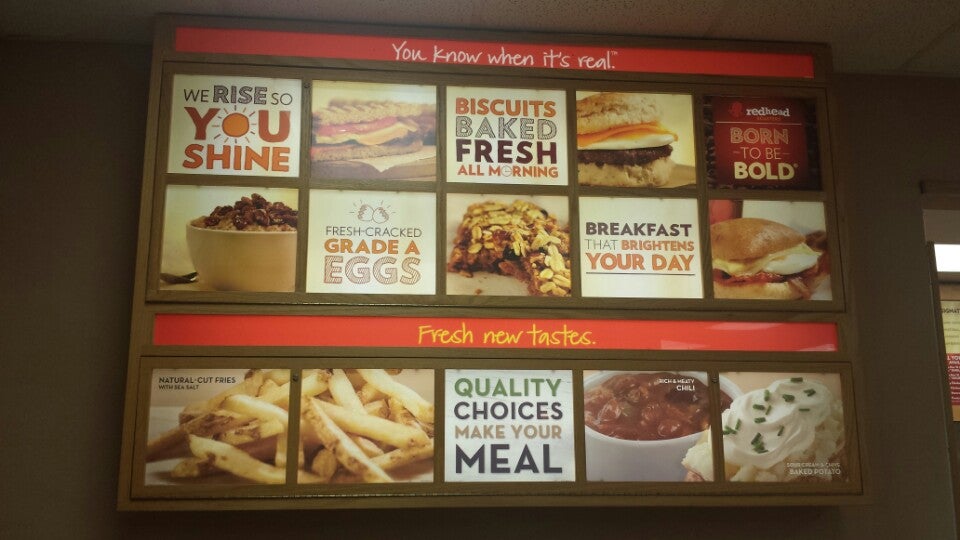 You know when it's real.™
WE RISE SO
YOU
SHINE
BISCUITS
BAKED
FRESH
ALL MORNING
redhead
BORN
-TO BE-
BOLD®
FRESH-CRACKED
GRADE A
EGGS
BREAKFAST
THAT BRIGHTENS
YOUR DAY
Fresh new tastes.
NATURAL-CUT FRIES
WITH SEA SALT
QUALITY
CHOICES
MAKE YOUR
MEAL
RICH & MEATY
CHILI
SOUR CREAM & CHIVE
BAKED POTATO